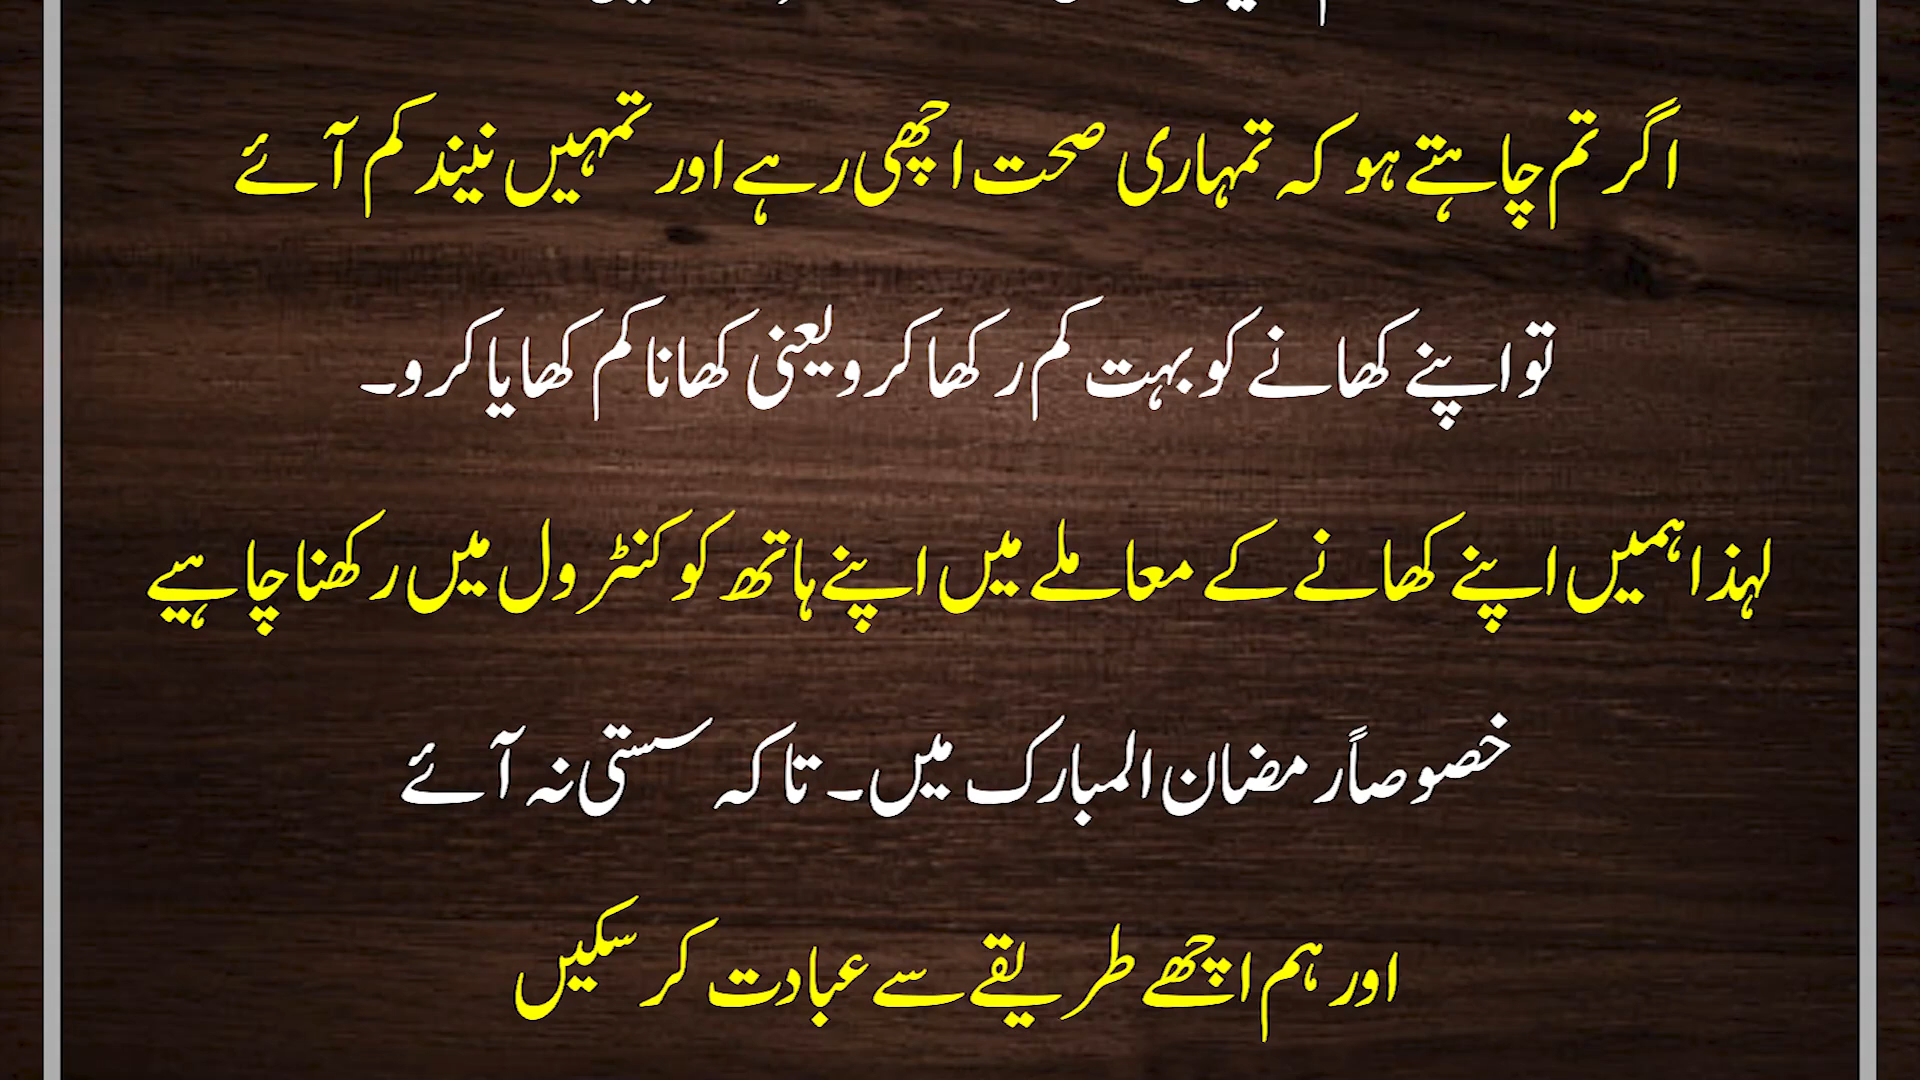 اگر تم چاہتے ہو کہ تمہاری صحت اچھی رہے اور تمہیں نیند کم آئے
تو اپنے کھانے کو بہت کم رکھا کرو یعنی کھانا کم کھایا کرو۔
لہذا ہمیں اپنے کھانے کے معاملے میں اپنے ہاتھ کو کنٹرول میں رکھنا چاہیے
خصوصاً رمضان المبارک میں۔ تاکہ سستی نہ آئے
اور ہم اچھے طریقے سے عبادت کر سکیں